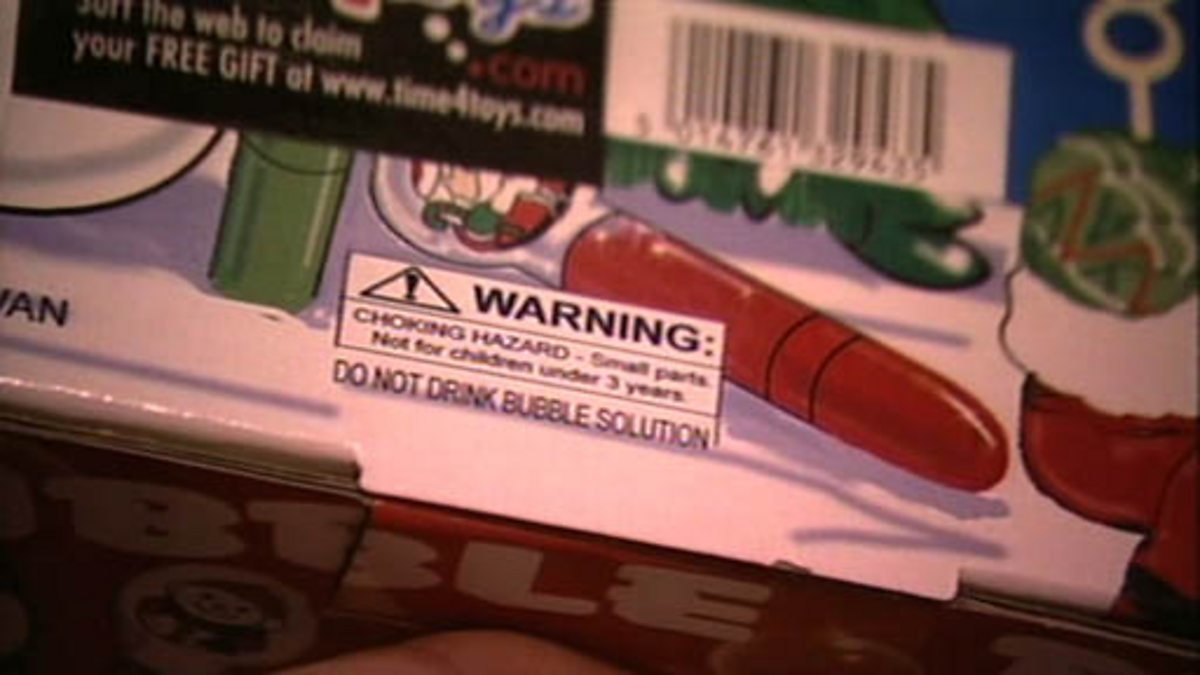 Surf the web to claim
your FREE GIFT at www.time4toys.com
.com
WARNING:
CHOKING HAZARD - Small parts.
Not for children under 3 years.
DO NOT DRINK BUBBLE SOLUTION